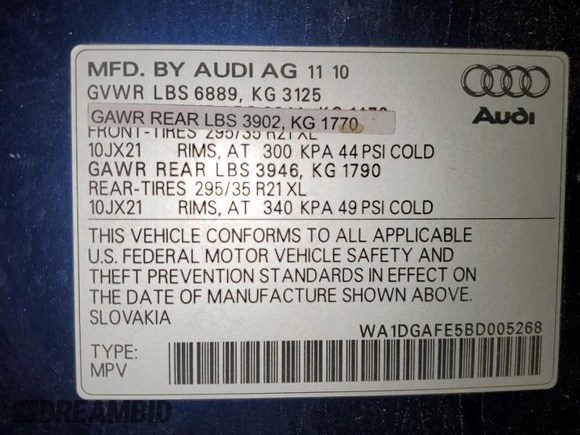 MFD. BY AUDI AG 11 10
GVWR LBS 6889, KG 3125
GAWR REAR LBS 3902, KG 1770
FRONT-TIRES 295/35 R21 XL
10JX21 RIMS, AT 300 KPA 44 PSI COLD
GAWR REAR LBS 3946, KG 1790
REAR-TIRES 295/35 R21 XL
10JX21 RIMS, AT 340 KPA 49 PSI COLD
THIS VEHICLE CONFORMS TO ALL APPLICABLE
U.S. FEDERAL MOTOR VEHICLE SAFETY AND
THEFT PREVENTION STANDARDS IN EFFECT ON
THE DATE OF MANUFACTURE SHOWN ABOVE.
SLOVAKIA
WA1DGAFE5BD005268
TYPE:
MPV
Audi
DREAMBID